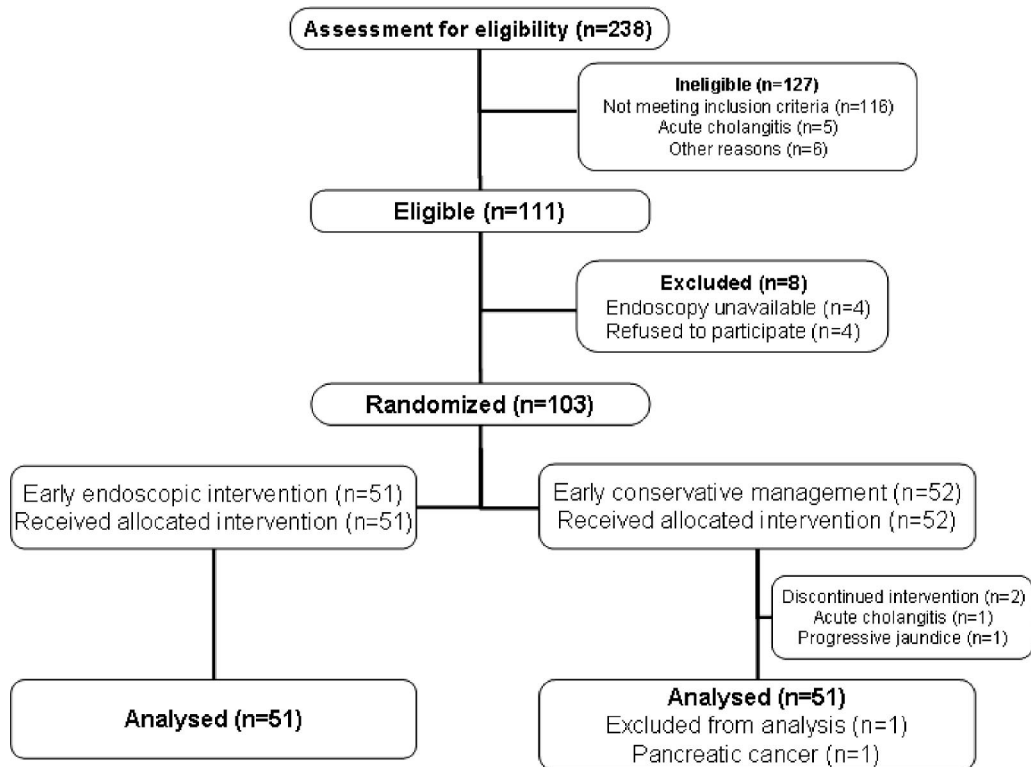 Assessment for eligibility (n=238)
Ineligible (n=127)
Not meeting inclusion criteria (n=116)
Acute cholangitis (n=5)
Other reasons (n=6)
Eligible (n=111)
Excluded (n=8)
Endoscopy unavailable (n=4)
Refused to participate (n=4)
Randomized (n=103)
Early endoscopic intervention (n=51)
Received allocated intervention (n=51)
Early conservative management (n=52)
Received allocated intervention (n=52)
Discontinued intervention (n=2)
Acute cholangitis (n=1)
Progressive jaundice (n=1)
Analysed (n=51)
Analysed (n=51)
Excluded from analysis (n=1)
Pancreatic cancer (n=1)